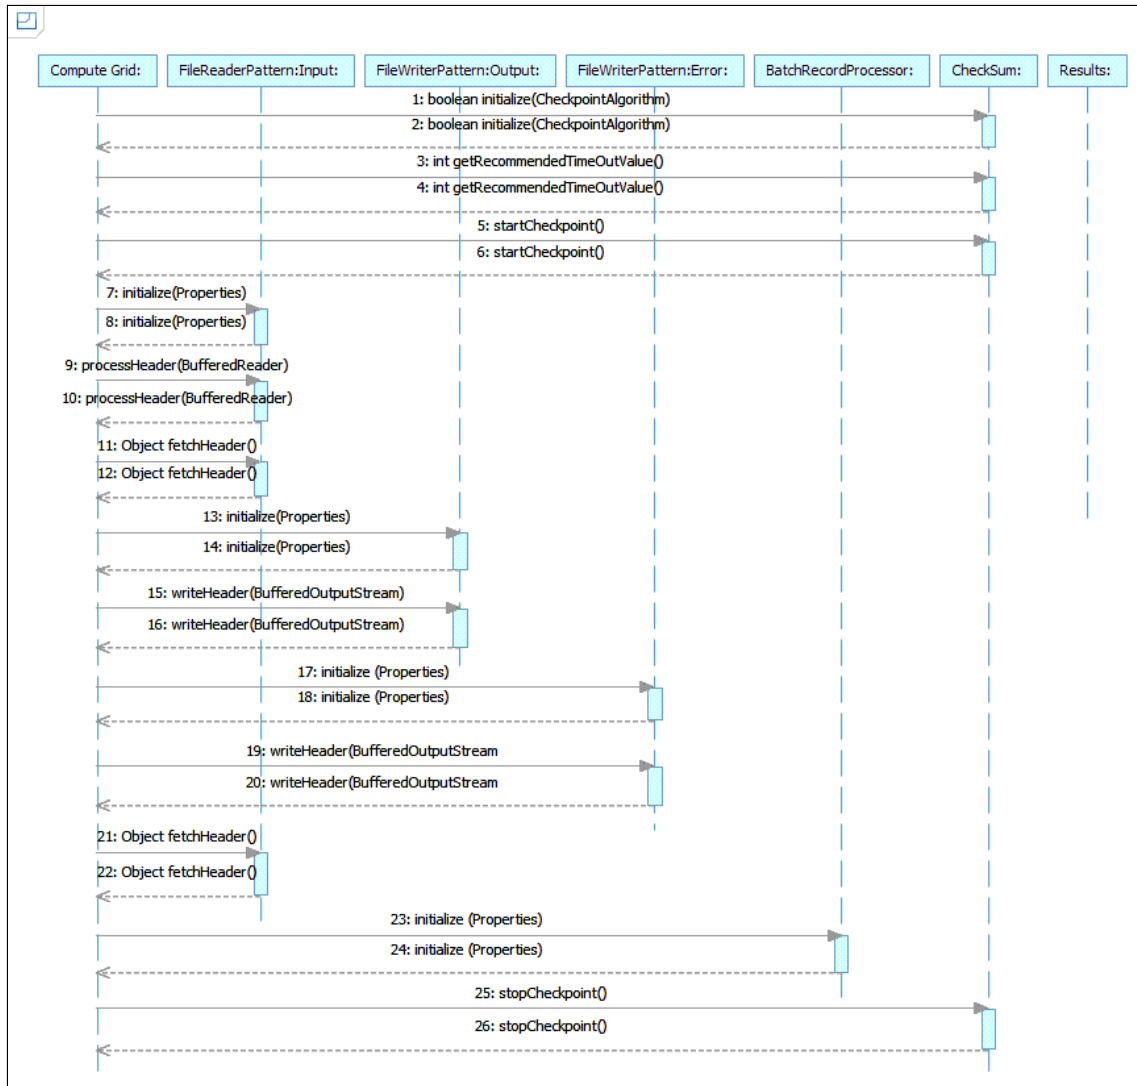 Compute Grid:
FileReaderPattern:Input:
FileWriterPattern:Output:
FileWriterPattern:Error:
BatchRecordProcessor:
CheckSum:
Results:
1: boolean initialize(CheckpointAlgorithm)
2: boolean initialize(CheckpointAlgorithm)
3: int getRecommendedTimeOutValue()
4: int getRecommendedTimeOutValue()
5: startCheckpoint()
6: startCheckpoint()
7: initialize(Properties)
8: initialize(Properties)
9: processHeader(BufferedReader)
10: processHeader(BufferedReader)
11: Object fetchHeader()
12: Object fetchHeader()
13: initialize(Properties)
14: initialize(Properties)
15: writeHeader(BufferedOutputStream)
16: writeHeader(BufferedOutputStream)
17: initialize (Properties)
18: initialize (Properties)
19: writeHeader(BufferedOutputStream
20: writeHeader(BufferedOutputStream
21: Object fetchHeader()
22: Object fetchHeader()
23: initialize (Properties)
24: initialize (Properties)
25: stopCheckpoint()
26: stopCheckpoint()